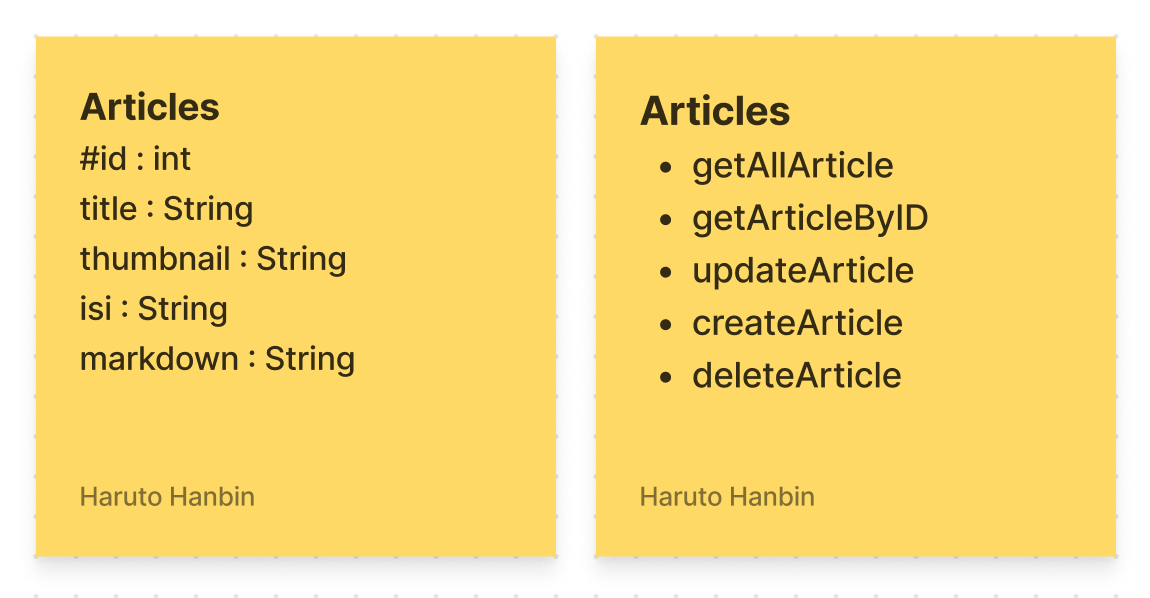 Articles
#id : int
title : String
thumbnail : String
isi : String
markdown : String
Haruto Hanbin
Articles
• getAllArticle
• getArticleByID
• updateArticle
• createArticle
• deleteArticle
Haruto Hanbin